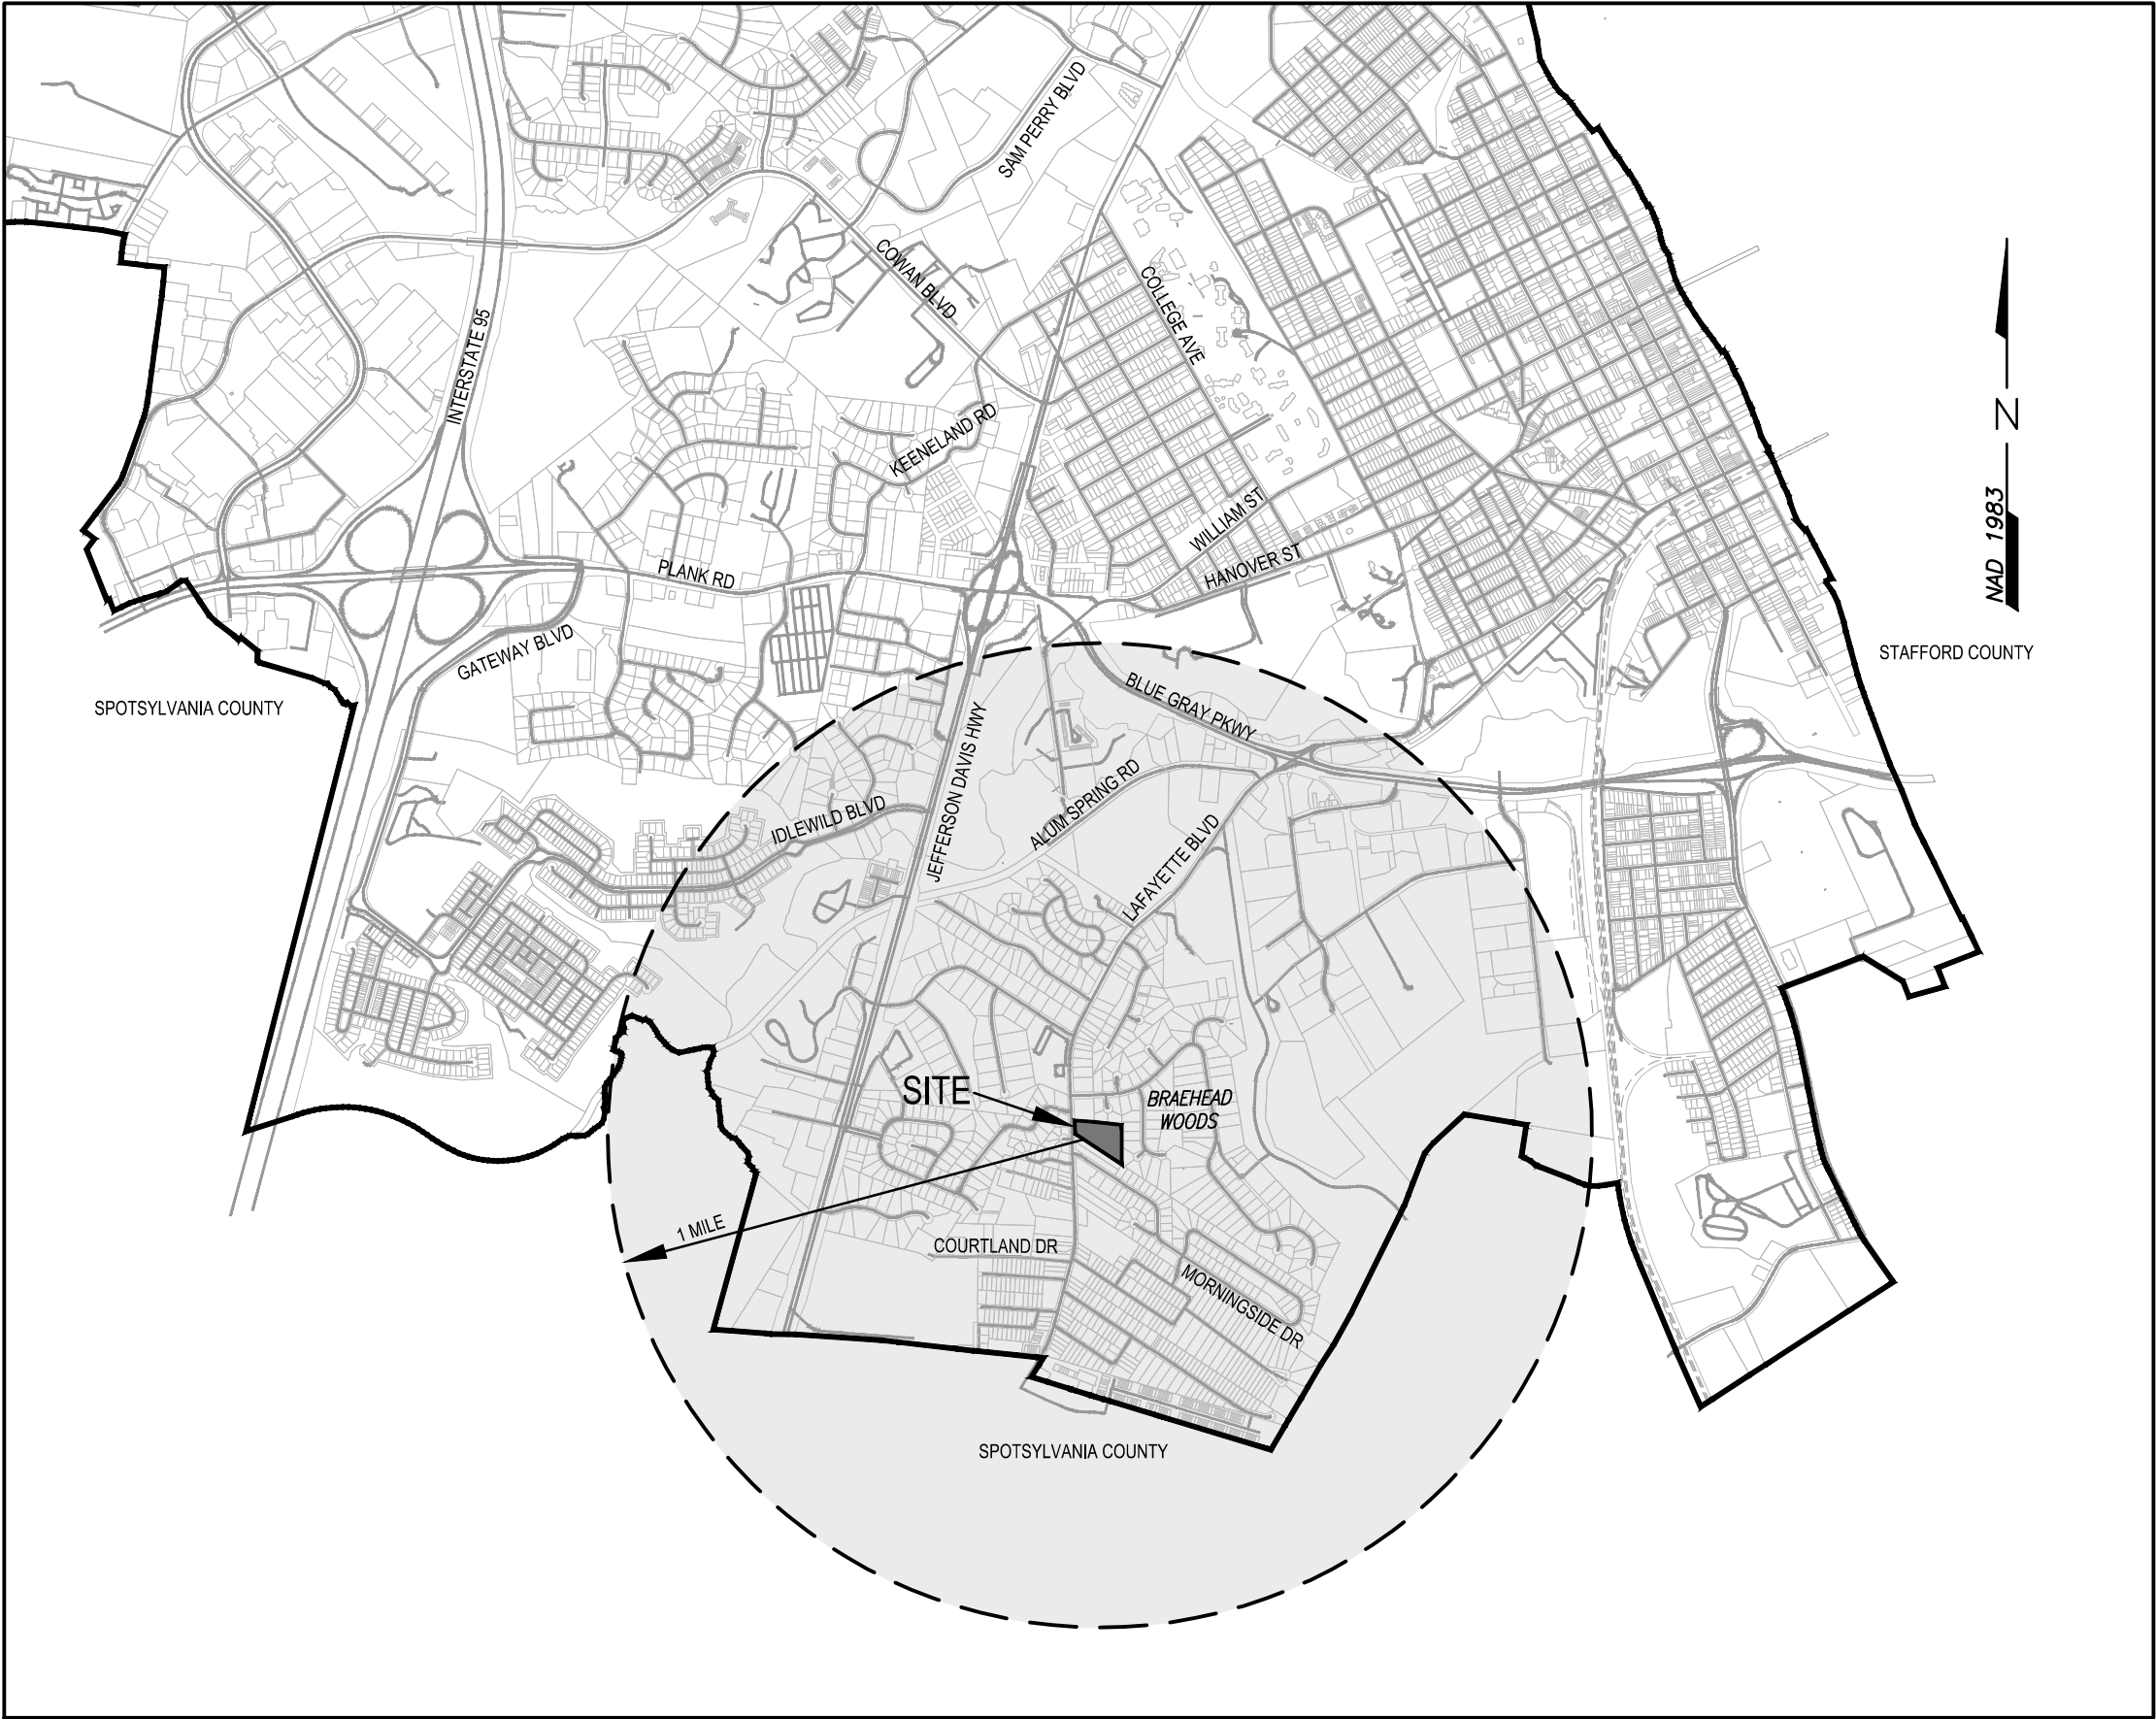 SAM PERRY BLVD
COWAN BLVD
COLLEGE AVE
INTERSTATE 95
KEENELAND RD
WILLIAM ST
HANOVER ST
PLANK RD
GATEWAY BLVD
NAD 1983
N
STAFFORD COUNTY
SPOTSYLVANIA COUNTY
BLUE GRAY PKWY
JEFFERSON DAVIS HWY
ALUM SPRING RD
IDLEWILD BLVD
LAFAYETTE BLVD
SITE
BRAEHEAD
WOODS
1 MILE
COURTLAND DR
MORNINGSIDE DR
SPOTSYLVANIA COUNTY